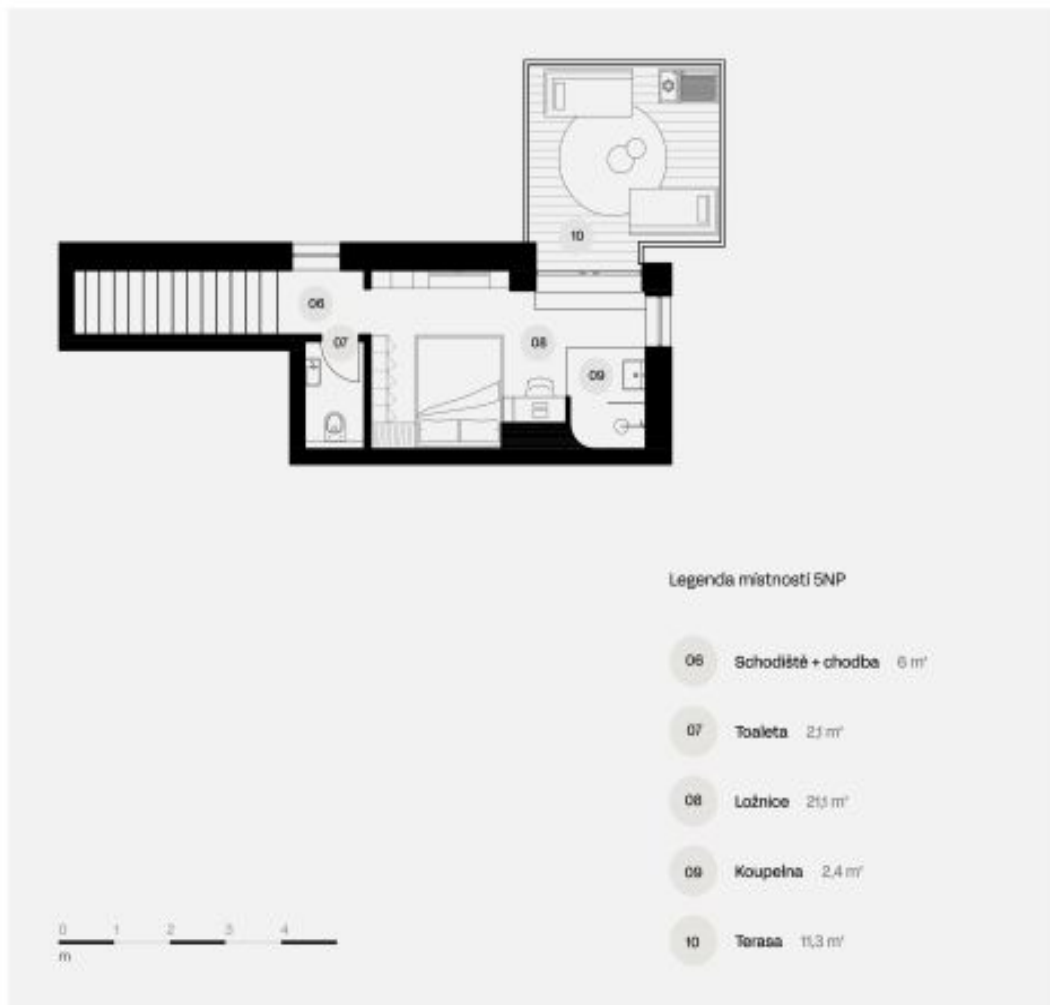 10
06
07
08
09
Legenda místností 5NP
06 Schodiště + chodba 6 m²
07 Toaleta 2,1 m²
08 Ložnice 21,1 m²
09 Koupelna 2,4 m²
10 Terasa 11,3 m²
0 1 2 3 4
m